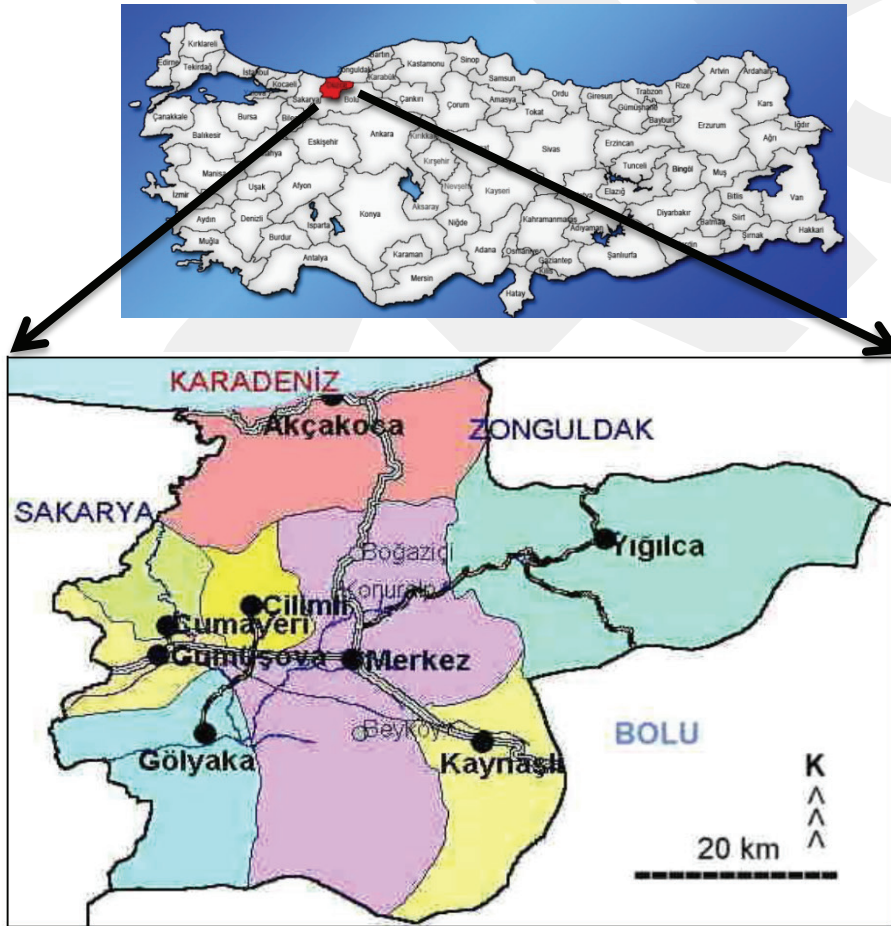 Kırklareli
Edirne
Tekirdağ
İstanbul
Kocaeli
Sakarya
Zonguldak
Bartın
Karabük
Bolu
Kastamonu
Sinop
Çankırı
Samsun
Çorum
Amasya
Tokat
Ordu
Giresun
Trabzon
Gümüşhane
Rize
Bayburt
Artvin
Ardahan
Kars
Iğdır
Erzurum
Ağrı
Çanakkale
Balıkesir
Bursa
Eskişehir
Ankara
Kırşehir
Sivas
Erzincan
Tunceli
Bingöl
Muş
Bitlis
Van
Manisa
İzmir
Uşak
Afyon
Konya
Aksaray
Nevşehir
Kayseri
Elazığ
Diyarbakır
Batman
Siirt
Şırnak
Hakkari
Aydın
Denizli
Isparta
Burdur
Muğla
Antalya
Karaman
Mersin
Niğde
Adana
Kahramanmaraş
Adıyaman
Osmaniye
Gaziantep
Kilis
Şanlıurfa
Hatay
KARADENİZ
Akçakoca
ZONGULDAK
SAKARYA
Boğaziçi
Yığılca
Konuralp
Cilimli
Cumayeri
Gümüşova
Merkez
Beyköy
Gölyaka
Kaynaşlı
BOLU
K
20 km